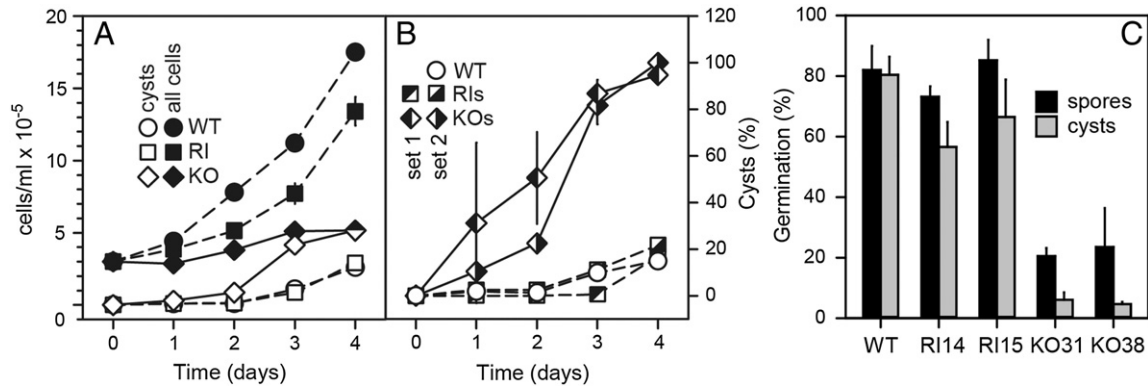 A
B
C
20
15
10
5
1
0
cells/ml x 10-5
cysts
all cells
WT
RI
KO
0 1 2 3 4
Time (days)
WT
RIs
KOs
set 1
set 2
120
100
80
60
40
20
0
Cysts (%)
0 1 2 3 4
Time (days)
100
80
60
40
20
0
Germination (%)
spores
cysts
WT RI14 RI15 KO31 KO38